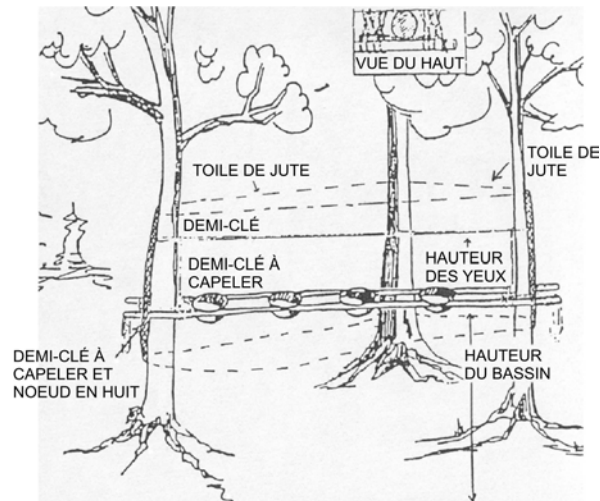 VUE DU HAUT
TOILE DE JUTE
TOILE DE
JUTE
DEMI-CLÉ
DEMI-CLÉ À
CAPELER
HAUTEUR
DES YEUX
DEMI-CLÉ À
CAPELER ET
NOEUD EN HUIT
HAUTEUR
DU BASSIN